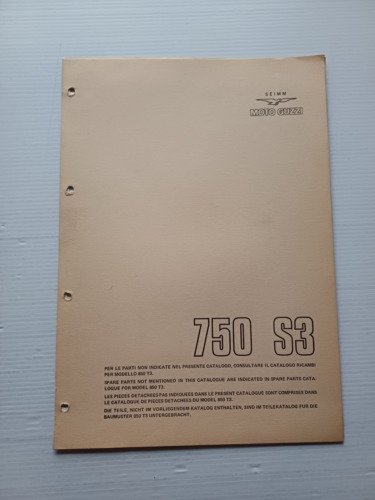 SEIMM
MOTO GUZZI
750 S3
PER LE PARTI NON INDICATE NEL PRESENTE CATALOGO, CONSULTARE IL CATALOGO RICAMBI
PER MODELLO 850 T3.
SPARE PARTS NOT MENTIONED IN THIS CATALOGUE ARE INDICATED IN SPARE PARTS CATA-
LOGUE FOR MODEL 850 T3.
LES PIECES DETACHEES PAS INDIQUEES DANS LE PRESENT CATALOGUE SONT COMPRISES DANS
LE CATALOGUE DE PIECES DETACHEES DU MODEL 850 T3.
DIE TEILE, NICHT IM VORLIEGENDEM KATALOG ENTHALTEN, SIND IM TEILEKATALOG FUR DIE
BAUMUSTER 850 T3 UNTERGEBRACHT.